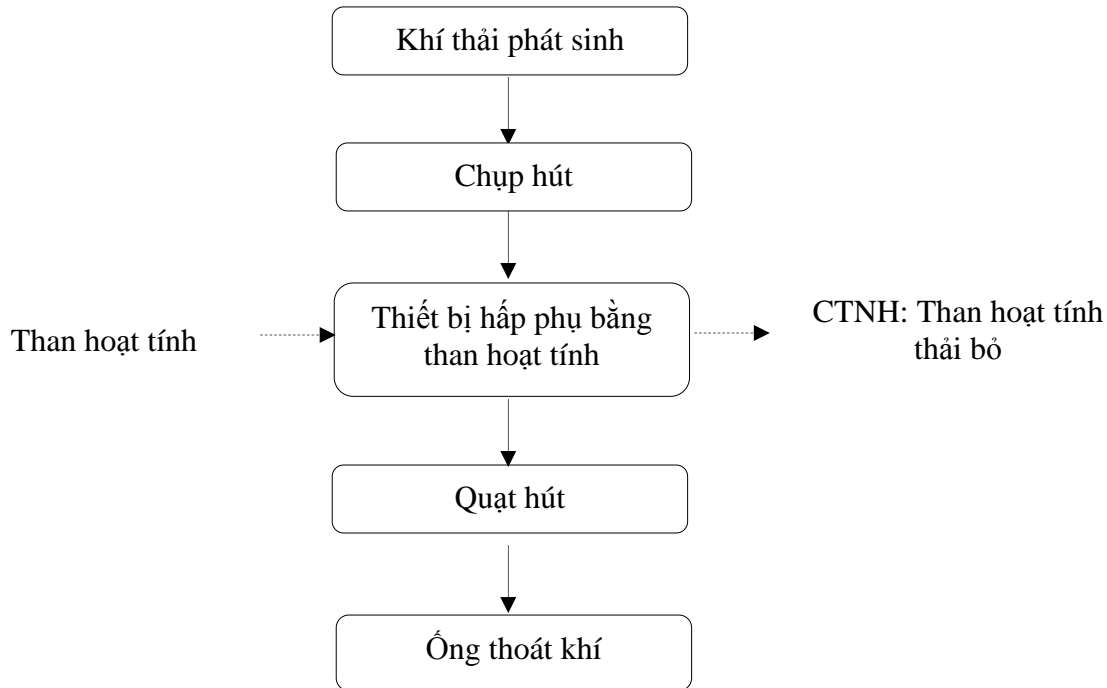 Khí thải phát sinh
Chụp hút
Than hoạt tính
Thiết bị hấp phụ bằng
than hoạt tính
CTNH: Than hoạt tính
thải bỏ
Quạt hút
Ống thoát khí